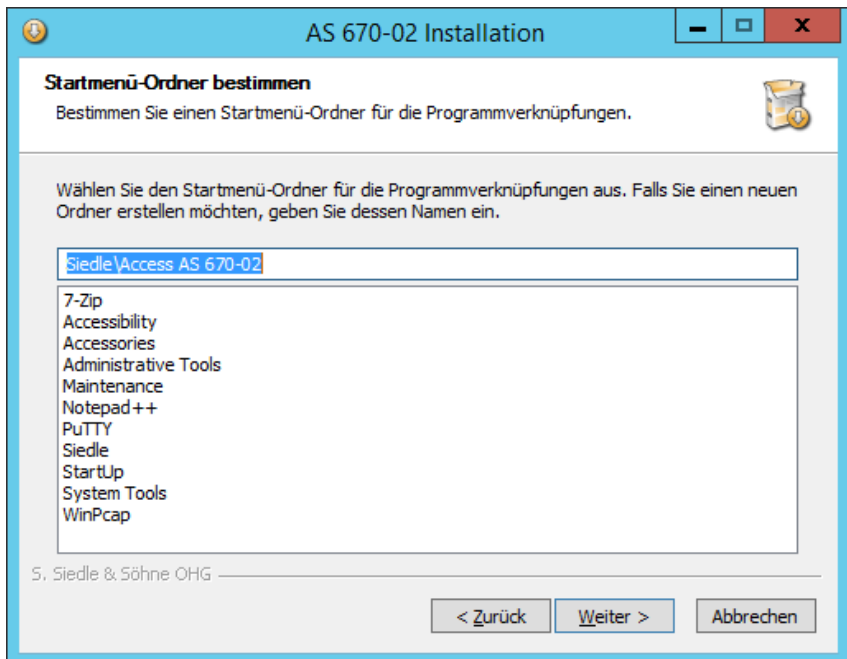 AS 670-02 Installation
Startmenü-Ordner bestimmen
Bestimmen Sie einen Startmenü-Ordner für die Programmverknüpfungen.
Wählen Sie den Startmenü-Ordner für die Programmverknüpfungen aus. Falls Sie einen neuen
Ordner erstellen möchten, geben Sie dessen Namen ein.
Siedle\Access AS 670-02
7-Zip
Accessibility
Accessories
Administrative Tools
Maintenance
Notepad++
PuTTY
Siedle
StartUp
System Tools
WinPcap
S. Siedle & Söhne OHG
< Zurück Weiter > Abbrechen